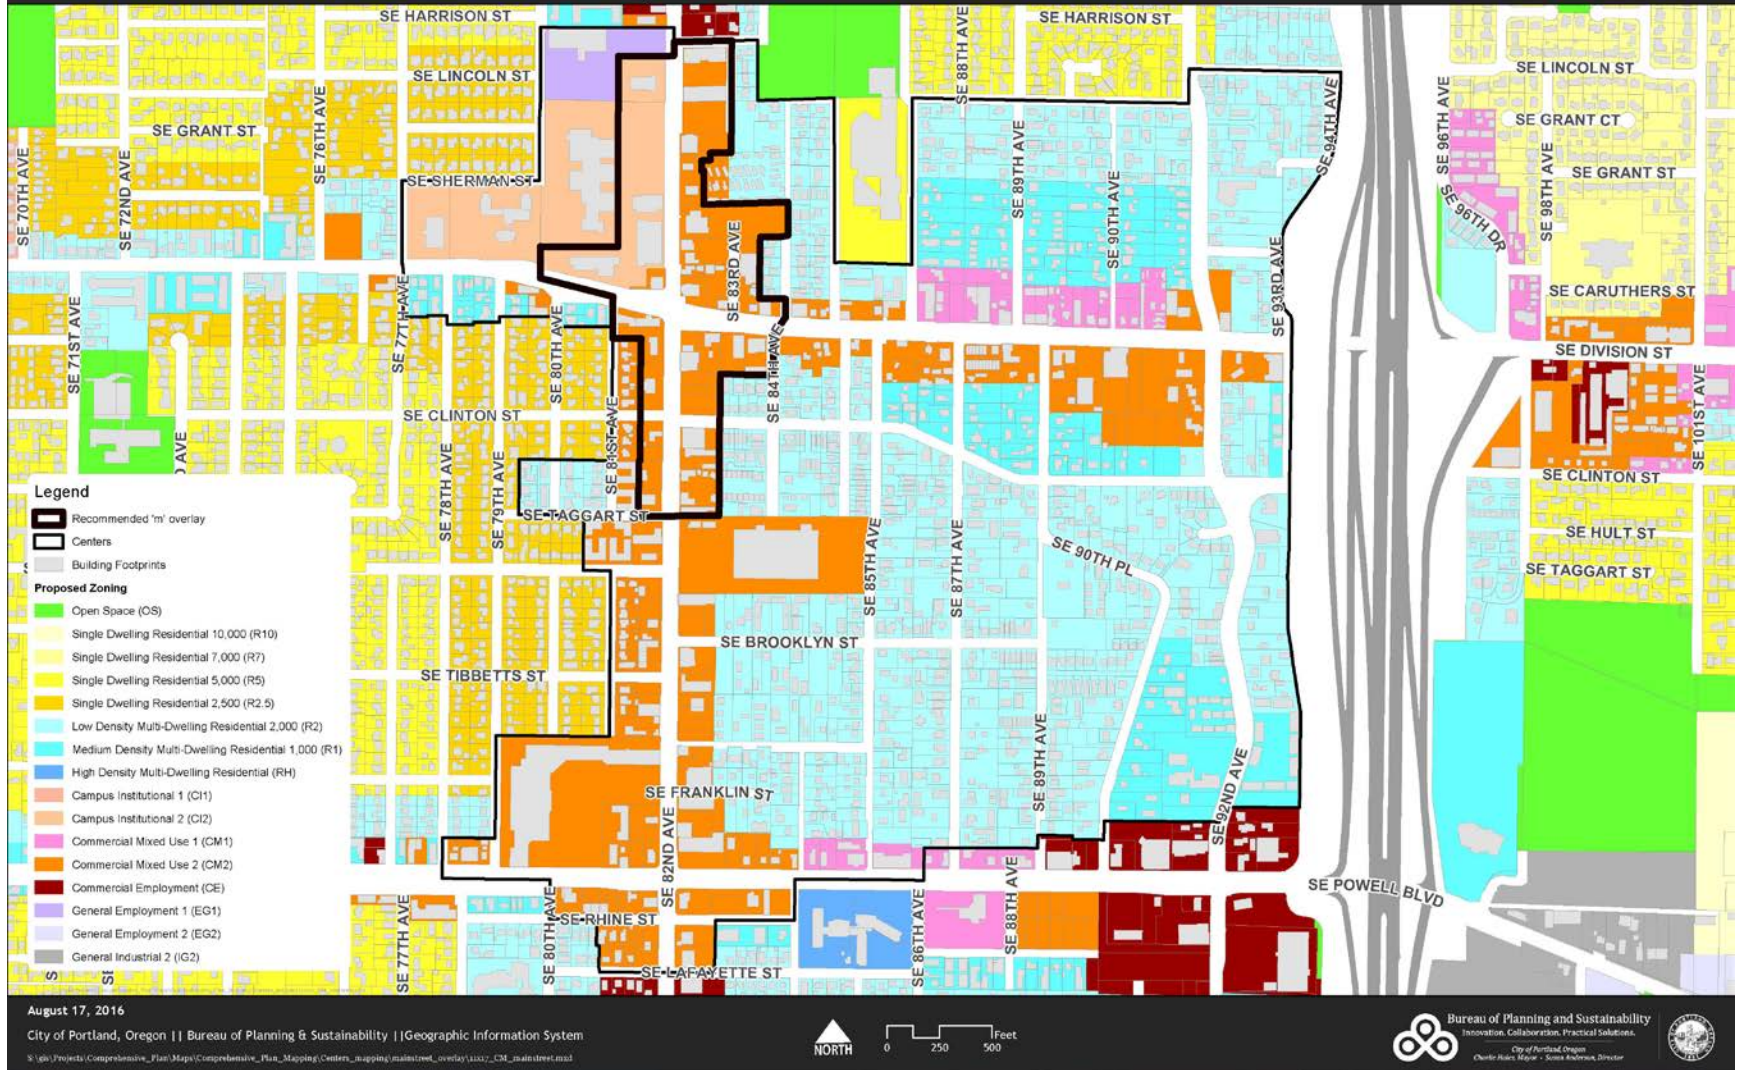 SE HARRISON ST
SE HARRISON ST
SE 88TH AVE
SE LINCOLN ST
SE LINCOLN ST
SE 76TH AVE
SE 94TH AVE
SE 96TH AVE
SE GRANT ST
SE GRANT CT
SE 70TH AVE
SE 72ND AVE
SE 89TH AVE
SE 90TH AVE
SE 98TH AVE
SE SHERMAN ST
SE GRANT ST
SE 96TH DR
SE 83RD AVE
SE 93RD AVE
SE 71ST AVE
SE 77TH AVE
SE 80TH AVE
SE CARUTHERS ST
SE 84TH AVE
SE DIVISION ST
SE 101ST AVE
SE CLINTON ST
SE 81ST AVE
D AVE
SE 78TH AVE
SE 79TH AVE
SE CLINTON ST
SE TAGGART ST
SE 85TH AVE
SE 87TH AVE
SE HULT ST
SE 90TH PL
SE TAGGART ST
SE BROOKLYN ST
SE TIBBETTS ST
SE 89TH AVE
SE 92ND AVE
SE FRANKLIN ST
SE 82ND AVE
SE POWELL BLVD
SE 77TH AVE
SE 80TH AVE
SE RHINE ST
SE 86TH AVE
SE 88TH AVE
SE LAFAYETTE ST
S
SE
Legend
Recommended 'm' overlay
Centers
Building Footprints
Proposed Zoning
Open Space (OS)
Single Dwelling Residential 10,000 (R10)
Single Dwelling Residential 7,000 (R7)
Single Dwelling Residential 5,000 (R5)
Single Dwelling Residential 2,500 (R2.5)
Low Density Multi-Dwelling Residential 2,000 (R2)
Medium Density Multi-Dwelling Residential 1,000 (R1)
High Density Multi-Dwelling Residential (RH)
Campus Institutional 1 (CI1)
Campus Institutional 2 (CI2)
Commercial Mixed Use 1 (CM1)
Commercial Mixed Use 2 (CM2)
Commercial Employment (CE)
General Employment 1 (EG1)
General Employment 2 (EG2)
General Industrial 2 (IG2)
August 17, 2016
City of Portland, Oregon || Bureau of Planning & Sustainability ||Geographic Information System
NORTH
Feet
0 250 500
Bureau of Planning and Sustainability
Innovation. Collaboration. Practical Solutions.
City of Portland, Oregon
Charlie Hales, Mayor - Susan Anderson, Director